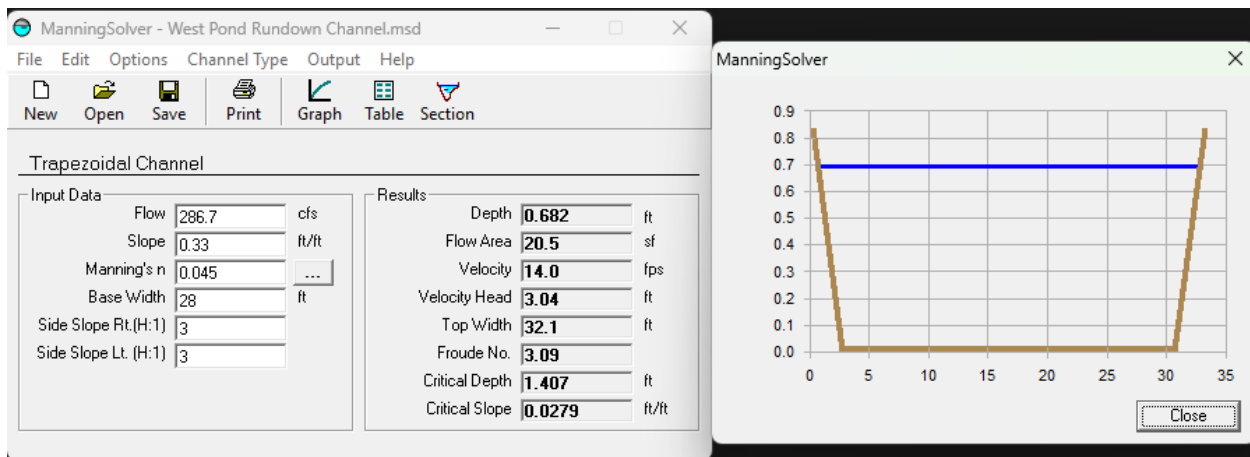 ManningSolver - West Pond Rundown Channel.msd
File Edit Options Channel Type Output Help
New Open Save Print Graph Table Section
Trapezoidal Channel
Input Data
Flow 286.7 cfs
Slope 0.33 ft/ft
Manning's n 0.045 ...
Base Width 28 ft
Side Slope Rt.(H:1) 3
Side Slope Lt. (H:1) 3
Results
Depth 0.682 ft
Flow Area 20.5 sf
Velocity 14.0 fps
Velocity Head 3.04 ft
Top Width 32.1 ft
Froude No. 3.09
Critical Depth 1.407 ft
Critical Slope 0.0279 ft/ft
ManningSolver
0.9
0.8
0.7
0.6
0.5
0.4
0.3
0.2
0.1
0.0
0 5 10 15 20 25 30 35
Close